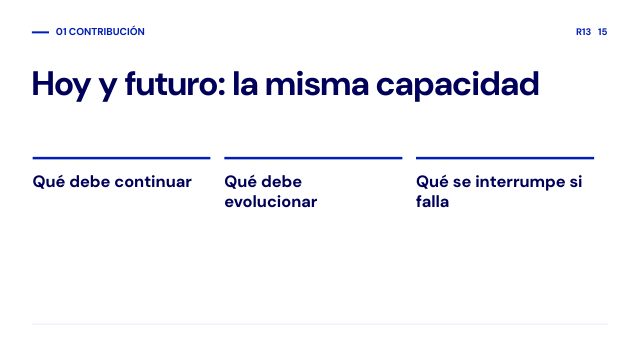 01 CONTRIBUCIÓN
R13 15
Hoy y futuro: la misma capacidad
Qué debe continuar
Qué debe
evolucionar
Qué se interrumpe si
falla